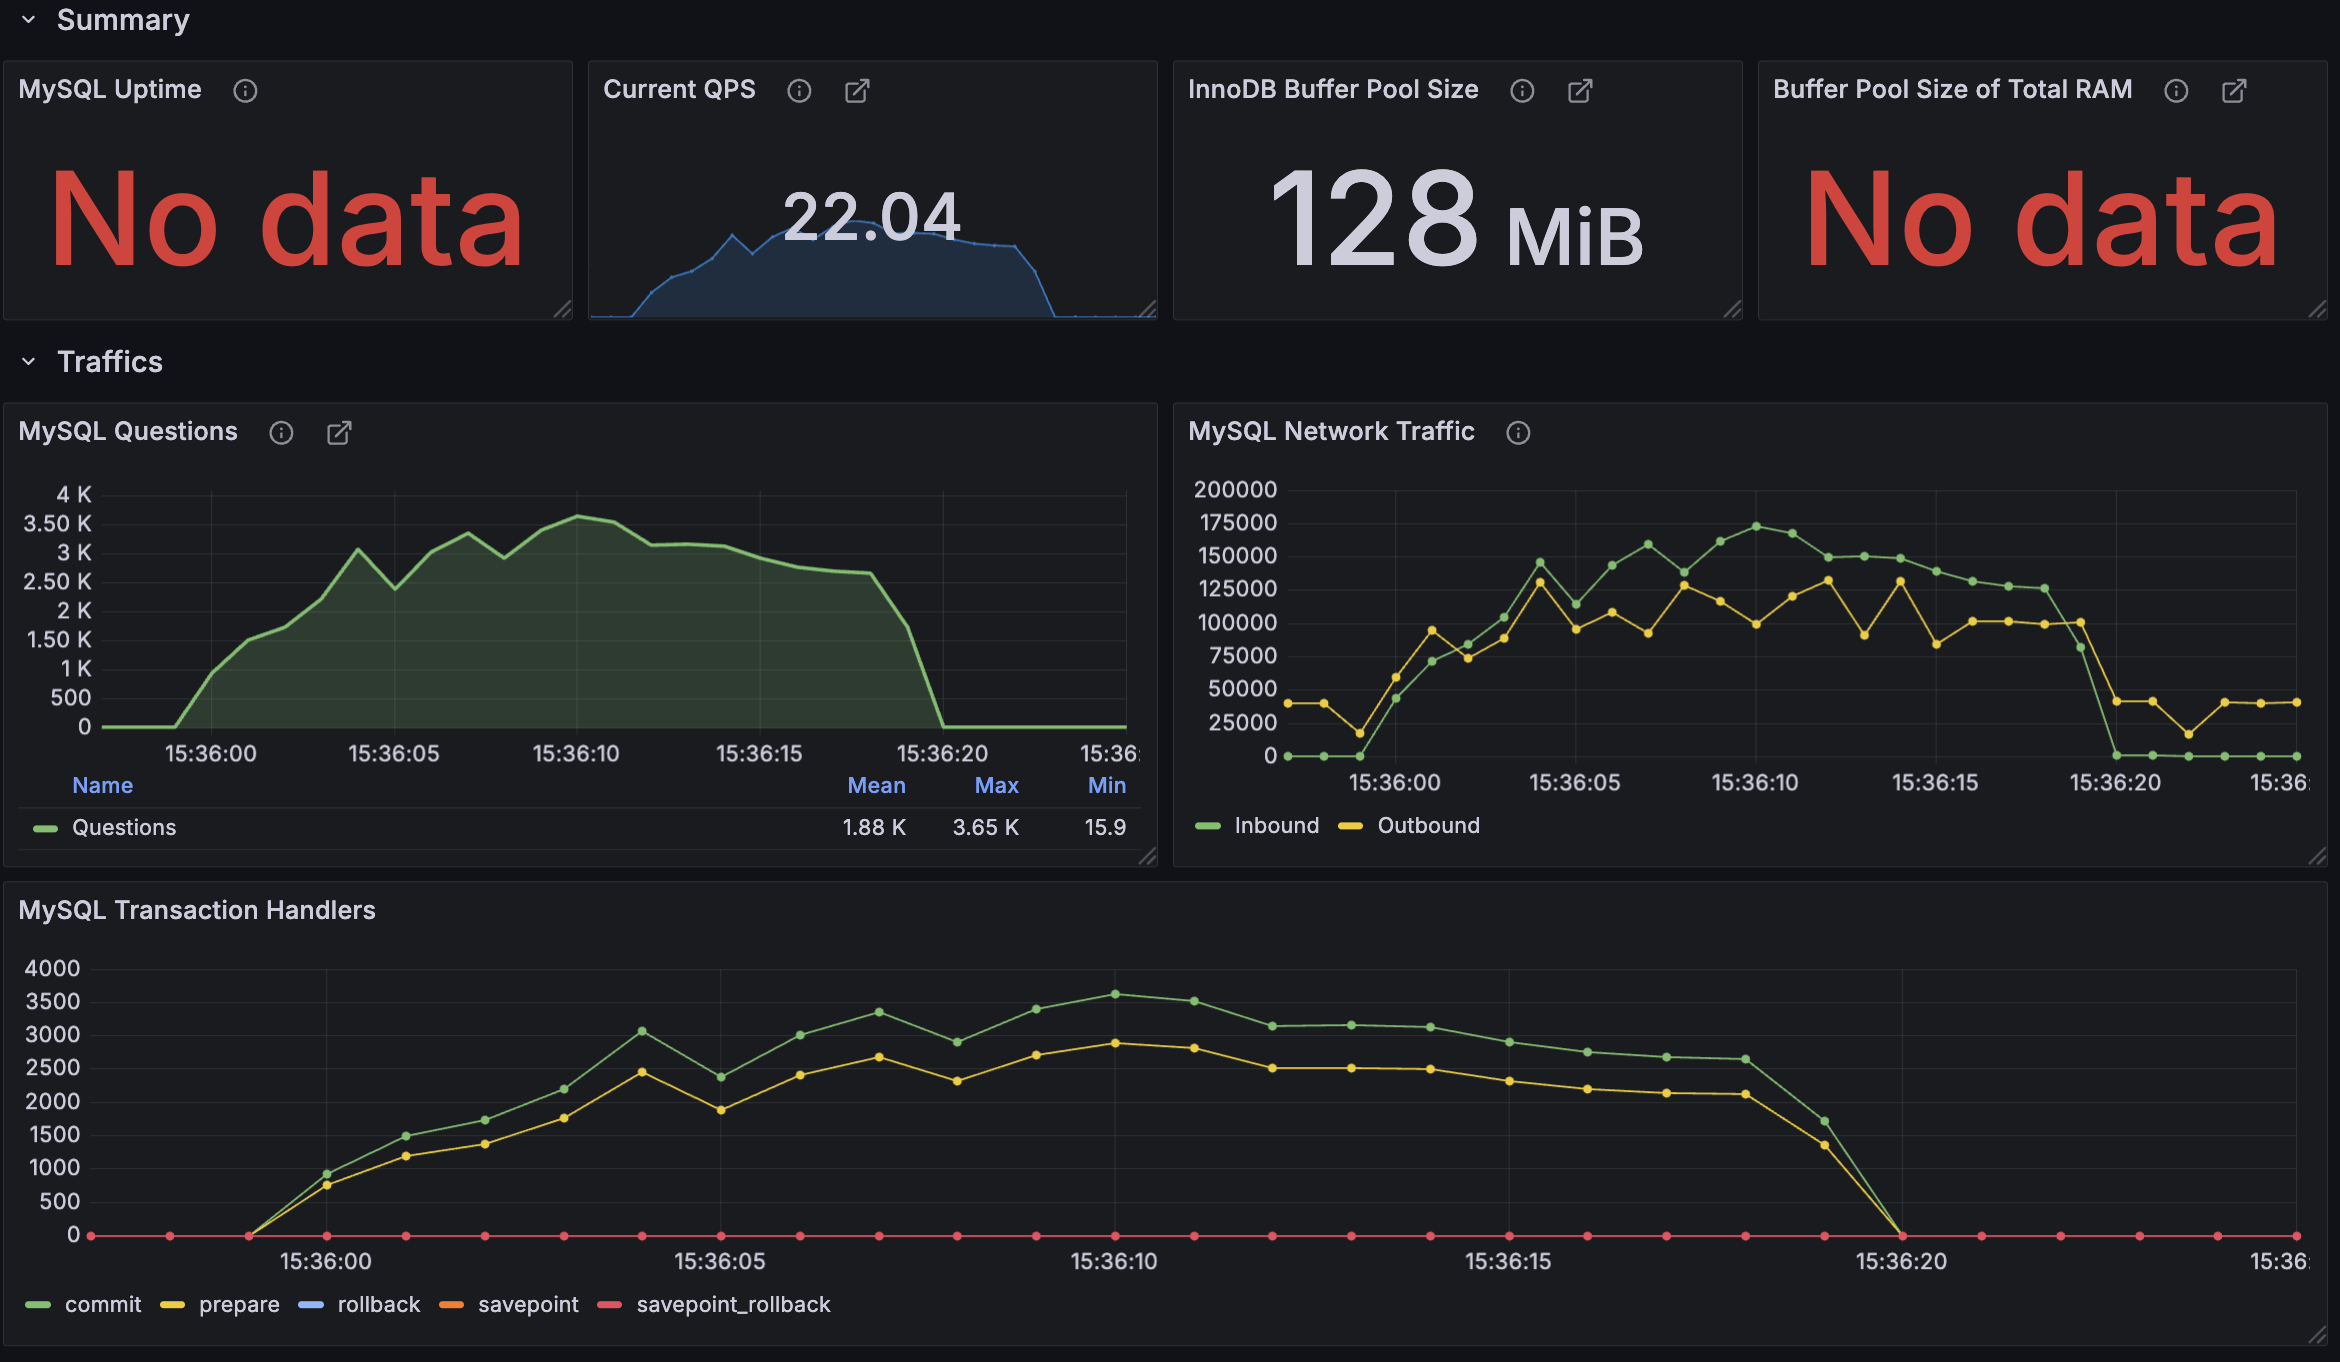 Summary
MySQL Uptime
Current QPS
InnoDB Buffer Pool Size
Buffer Pool Size of Total RAM
No data
22.04
128 MiB
No data
Traffics
MySQL Questions
4 K
3.50 K
3 K
2.50 K
2 K
1.50 K
1 K
500
0
15:36:00 15:36:05 15:36:10 15:36:15 15:36:20 15:36:
Name Mean Max Min
Questions 1.88 K 3.65 K 15.9
MySQL Network Traffic
200000
175000
150000
125000
100000
75000
50000
25000
0
15:36:00 15:36:05 15:36:10 15:36:15 15:36:20 15:36:
Inbound Outbound
MySQL Transaction Handlers
4000
3500
3000
2500
2000
1500
1000
500
0
15:36:00 15:36:05 15:36:10 15:36:15 15:36:20 15:36:
commit prepare rollback savepoint savepoint_rollback